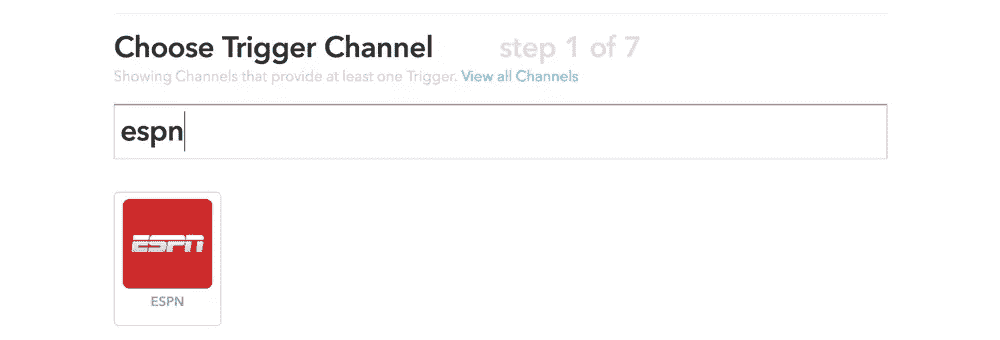 Choose Trigger Channel step 1 of 7
Showing Channels that provide at least one Trigger. View all Channels
espn
ESPN
ESPN